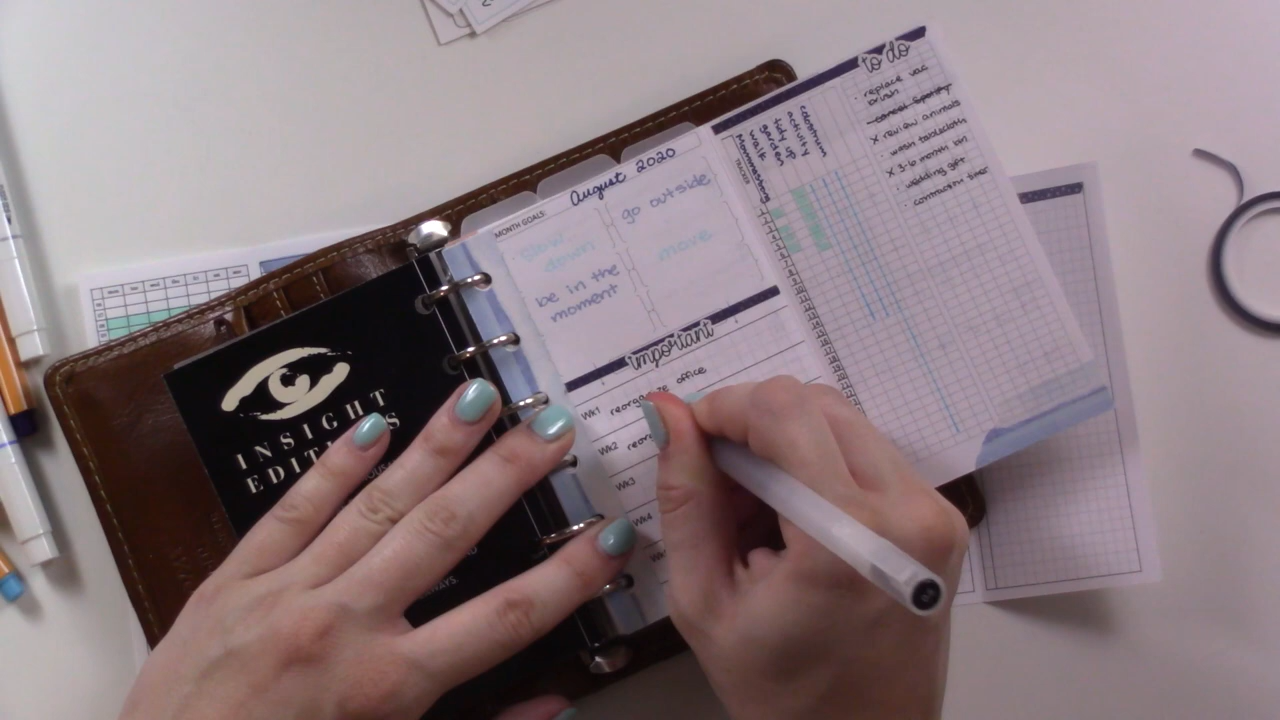 INSIGHT
EDIT
August 2020
MONTH GOALS:
slow
down
be in the
moment
go outside
move
important
Wk1 reorganize office
Wk2
Wk3
Wk4
TRACKER
walk
garden
tidy up
activity
colostrum
to do
· replace vac
brush
x review animals
· wash tablecloth
x 3-6 month bin
· wedding gift